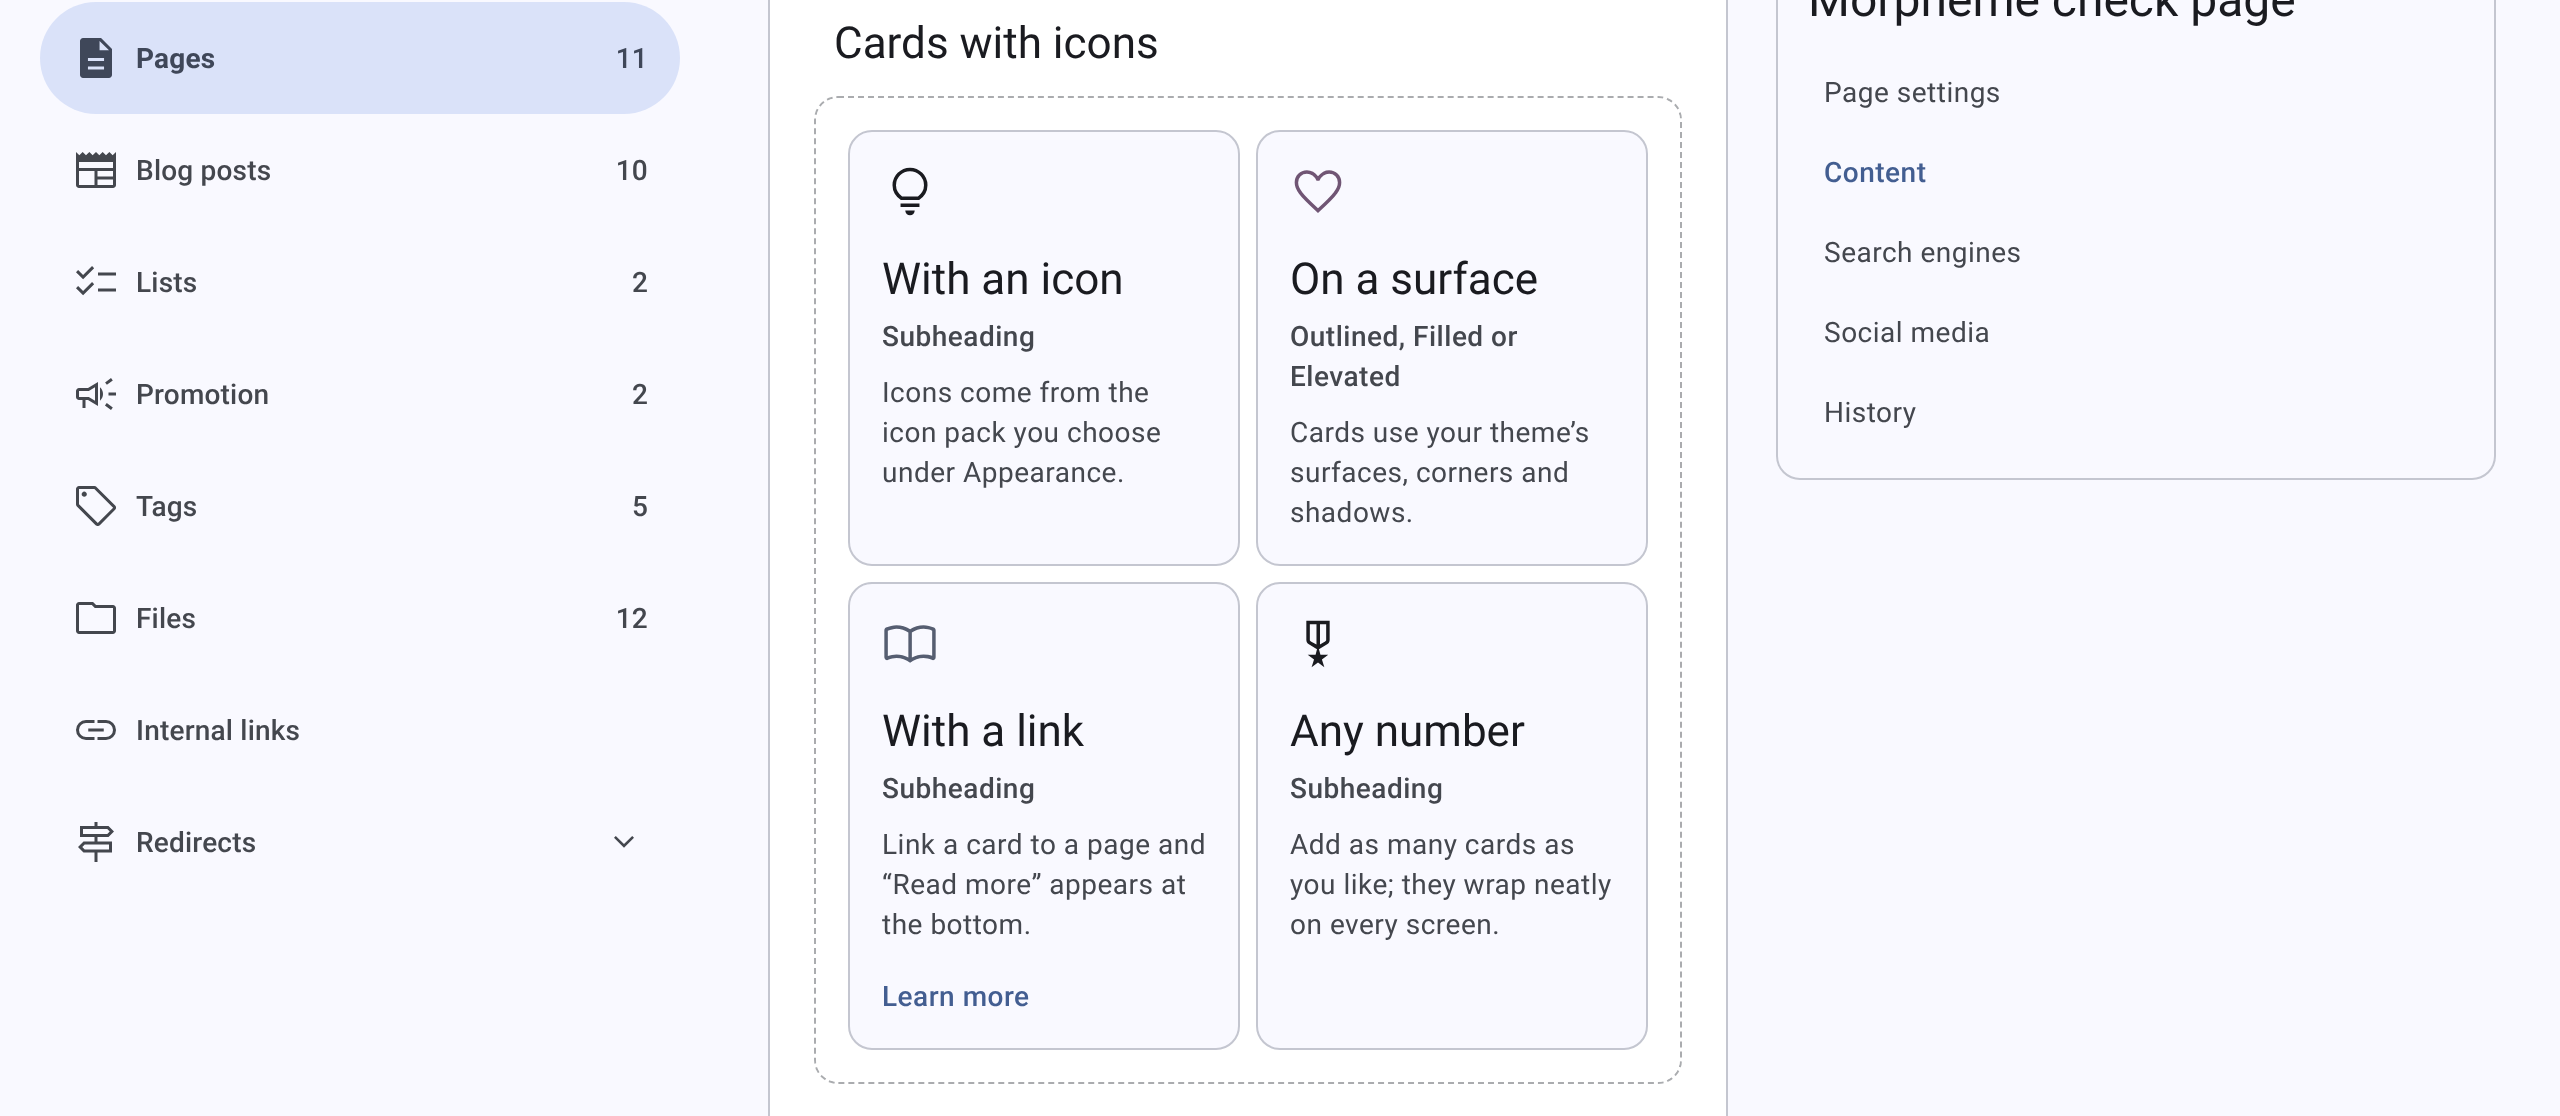 Pages 11
Blog posts 10
Lists 2
Promotion 2
Tags 5
Files 12
Internal links
Redirects
Cards with icons
With an icon
Subheading
Icons come from the
icon pack you choose
under Appearance.
On a surface
Outlined, Filled or
Elevated
Cards use your theme’s
surfaces, corners and
shadows.
With a link
Subheading
Link a card to a page and
“Read more” appears at
the bottom.
Learn more
Any number
Subheading
Add as many cards as
you like; they wrap neatly
on every screen.
Morpheme check page
Page settings
Content
Search engines
Social media
History